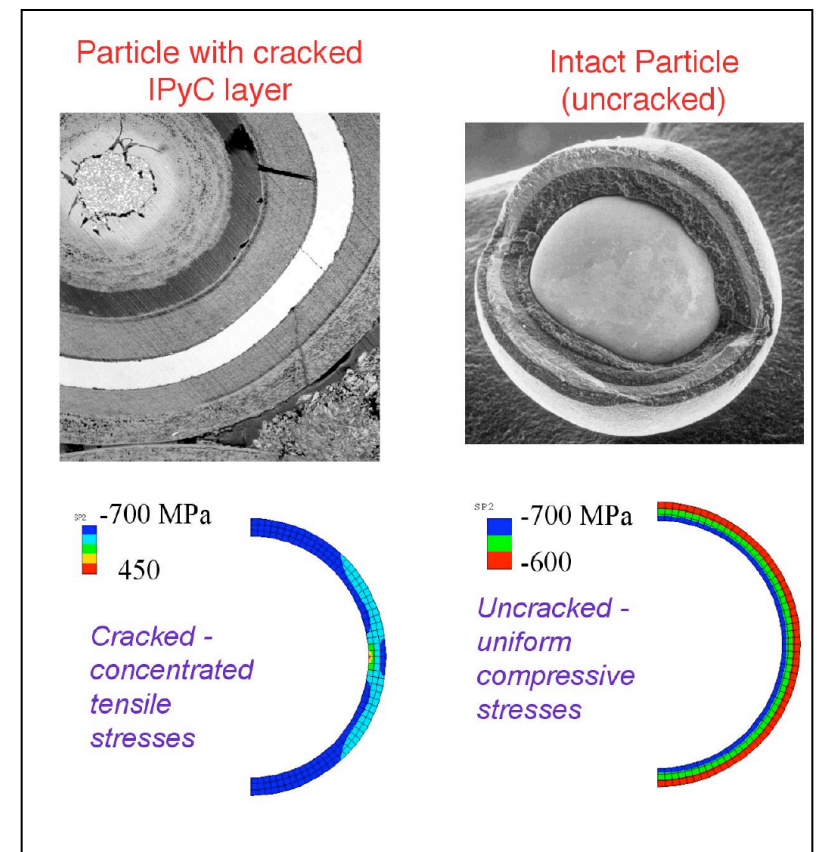 Particle with cracked
IPyC layer
Intact Particle
(uncracked)
SP2
-700 MPa
450
Cracked -
concentrated
tensile
stresses
SP2
-700 MPa
-600
Uncracked -
uniform
compressive
stresses